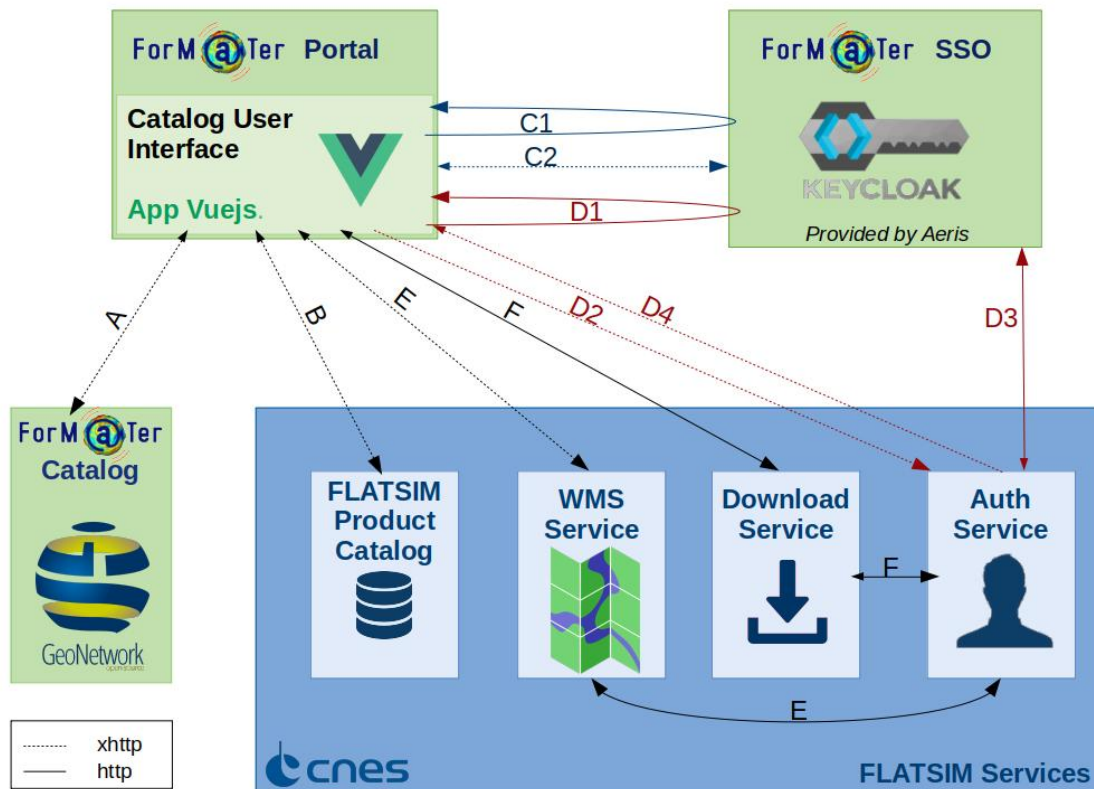 ForM@Ter Portal
Catalog User
Interface
App Vuejs.
ForM@Ter SSO
KEYCLOAK
Provided by Aeris
C1
C2
D1
A
B
E
F
D2
D4
D3
ForM@Ter
Catalog
GeoNetwork
opensource
FLATSIM
Product
Catalog
WMS
Service
Download
Service
Auth
Service
F
E
xhttp
http
cnes
FLATSIM Services